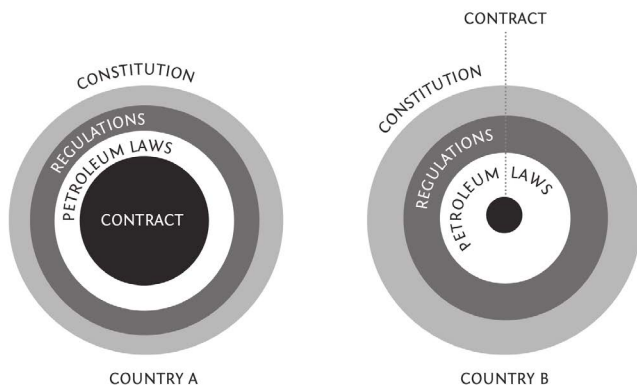 CONSTITUTION
REGULATIONS
PETROLEUM LAWS
CONTRACT
COUNTRY A
CONTRACT
CONSTITUTION
REGULATIONS
PETROLEUM LAWS
COUNTRY B